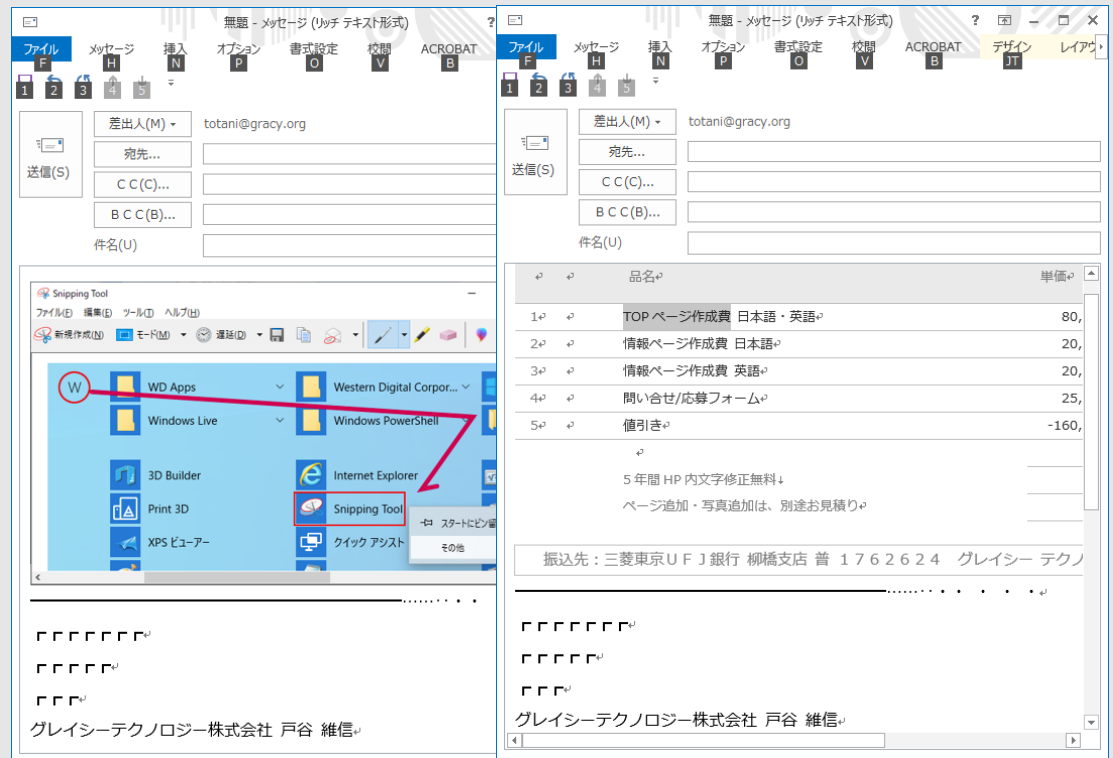 無題 - メッセージ (リッチ テキスト形式) ?
ファイル メッセージ 挿入 オプション 書式設定 校閲 ACROBAT
F H N P O V B
1 2 3 4 5
差出人(M) totani@gracy.org
宛先...
送信(S)
C C (C)...
B C C (B)...
件名(U)
Snipping Tool
ファイル(F) 編集(E) ツール(T) ヘルプ(H)
新規作成(N) モード(M) 遅延(D)
W WD Apps Western Digital Corpor...
Windows Live Windows PowerShell
3D Builder Internet Explorer
Print 3D Snipping Tool
スタートにピン留
XPS ビューアー クイック アシスト
その他
グレイシーテクノロジー株式会社 戸谷 維信
無題 - メッセージ (リッチ テキスト形式) ?
ファイル メッセージ 挿入 オプション 書式設定 校閲 ACROBAT デザイン レイアウ
F H N P O V B JT
1 2 3 4 5
差出人(M) totani@gracy.org
宛先...
送信(S)
C C (C)...
B C C (B)...
件名(U)
品名 単価
1 TOP ページ作成費 日本語・英語 80,
2 情報ページ作成費 日本語 20,
3 情報ページ作成費 英語 20,
4 問い合せ/応募フォーム 25,
5 値引き -160,
5 年間 HP 内文字修正無料
ページ追加・写真追加は、別途お見積り
振込先：三菱東京ＵＦＪ銀行 柳橋支店 普 １７６２６２４ グレイシー テクノ
グレイシーテクノロジー株式会社 戸谷 維信